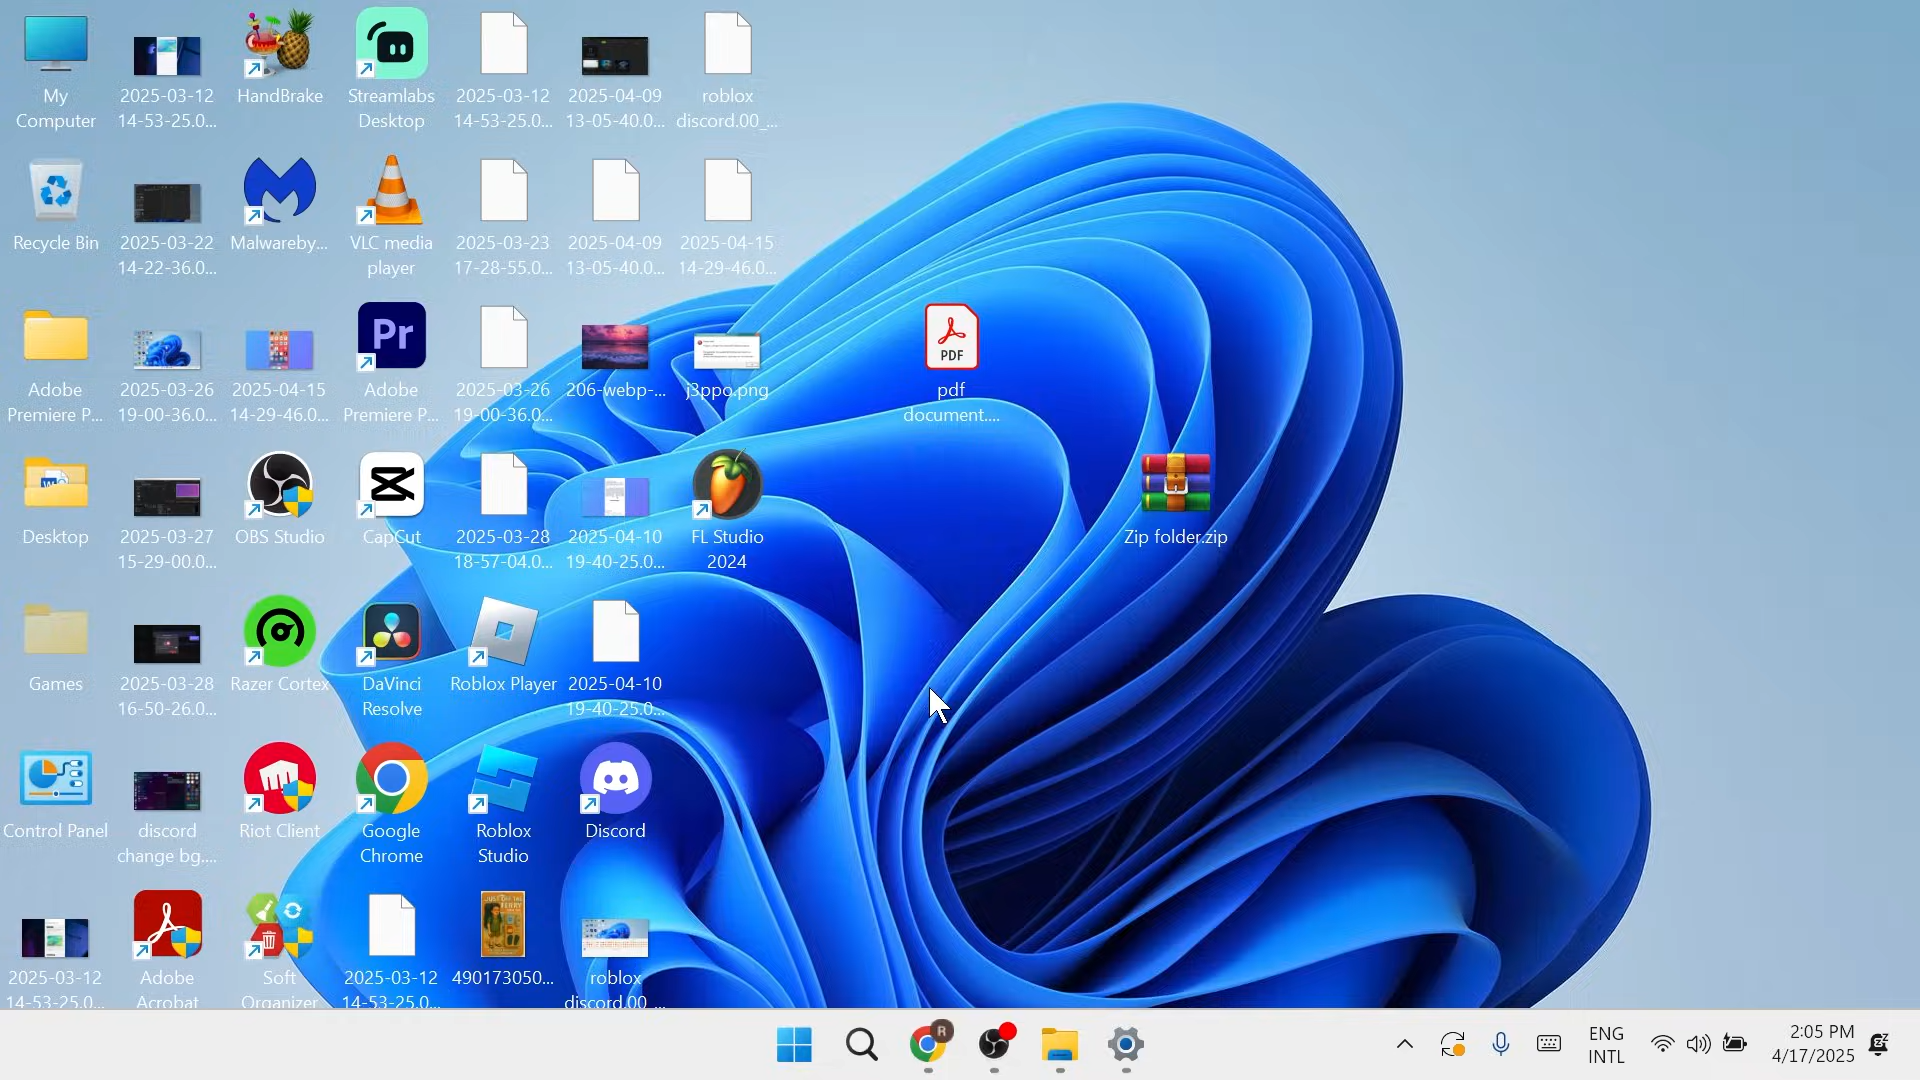 My
Computer
2025-03-12
14-53-25.0...
HandBrake
Streamlabs
Desktop
2025-03-12
14-53-25.0...
2025-04-09
13-05-40.0...
roblox
discord.00_...
Recycle Bin
2025-03-22
14-22-36.0...
Malwareby...
VLC media
player
2025-03-23
17-28-55.0...
2025-04-09
13-05-40.0...
2025-04-15
14-29-46.0...
Adobe
Premiere P...
2025-03-26
19-00-36.0...
2025-04-15
14-29-46.0...
Pr
Adobe
Premiere P...
2025-03-26
19-00-36.0...
206-webp-...
j3ppo.png
PDF
pdf
document....
Desktop
2025-03-27
15-29-00.0...
OBS Studio
CapCut
2025-03-28
18-57-04.0...
2025-04-10
19-40-25.0...
FL Studio
2024
Zip folder.zip
Games
2025-03-28
16-50-26.0...
Razer Cortex
DaVinci
Resolve
Roblox Player
2025-04-10
19-40-25.0...
Control Panel
discord
change bg....
Riot Client
Google
Chrome
Roblox
Studio
Discord
2025-03-12
14-53-25.0...
Adobe
Acrobat
Soft
Organizer
2025-03-12
14-53-25.0...
490173050...
roblox
discord.00_...
R
ENG
INTL
2:05 PM
4/17/2025